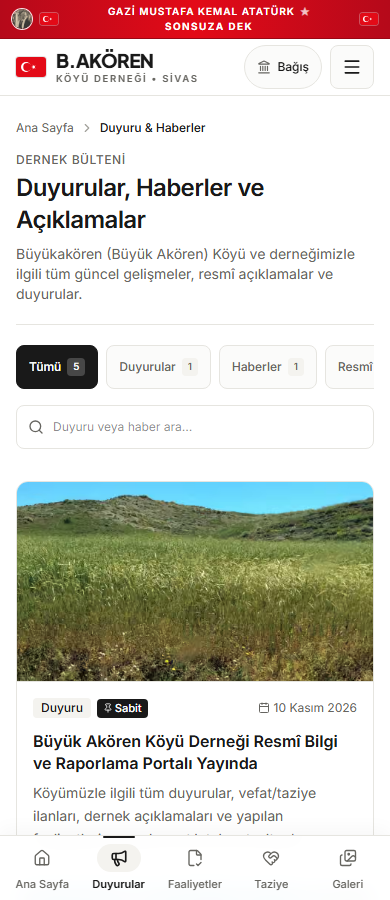 GAZİ MUSTAFA KEMAL ATATÜRK ★
SONSUZA DEK
B.AKÖREN
KÖYÜ DERNEĞİ • SİVAS
Bağış
Ana Sayfa > Duyuru & Haberler
DERNEK BÜLTENİ
Duyurular, Haberler ve
Açıklamalar
Büyükakören (Büyük Akören) Köyü ve derneğimizle
ilgili tüm güncel gelişmeler, resmî açıklamalar ve
duyurular.
Tümü 5 Duyurular 1 Haberler 1 Resmî
Duyuru veya haber ara...
Duyuru Sabit 10 Kasım 2026
Büyük Akören Köyü Derneği Resmî Bilgi
ve Raporlama Portalı Yayında
Köyümüzle ilgili tüm duyurular, vefat/taziye
ilanları, dernek açıklamaları ve yapılan
Ana Sayfa Duyurular Faaliyetler Taziye Galeri